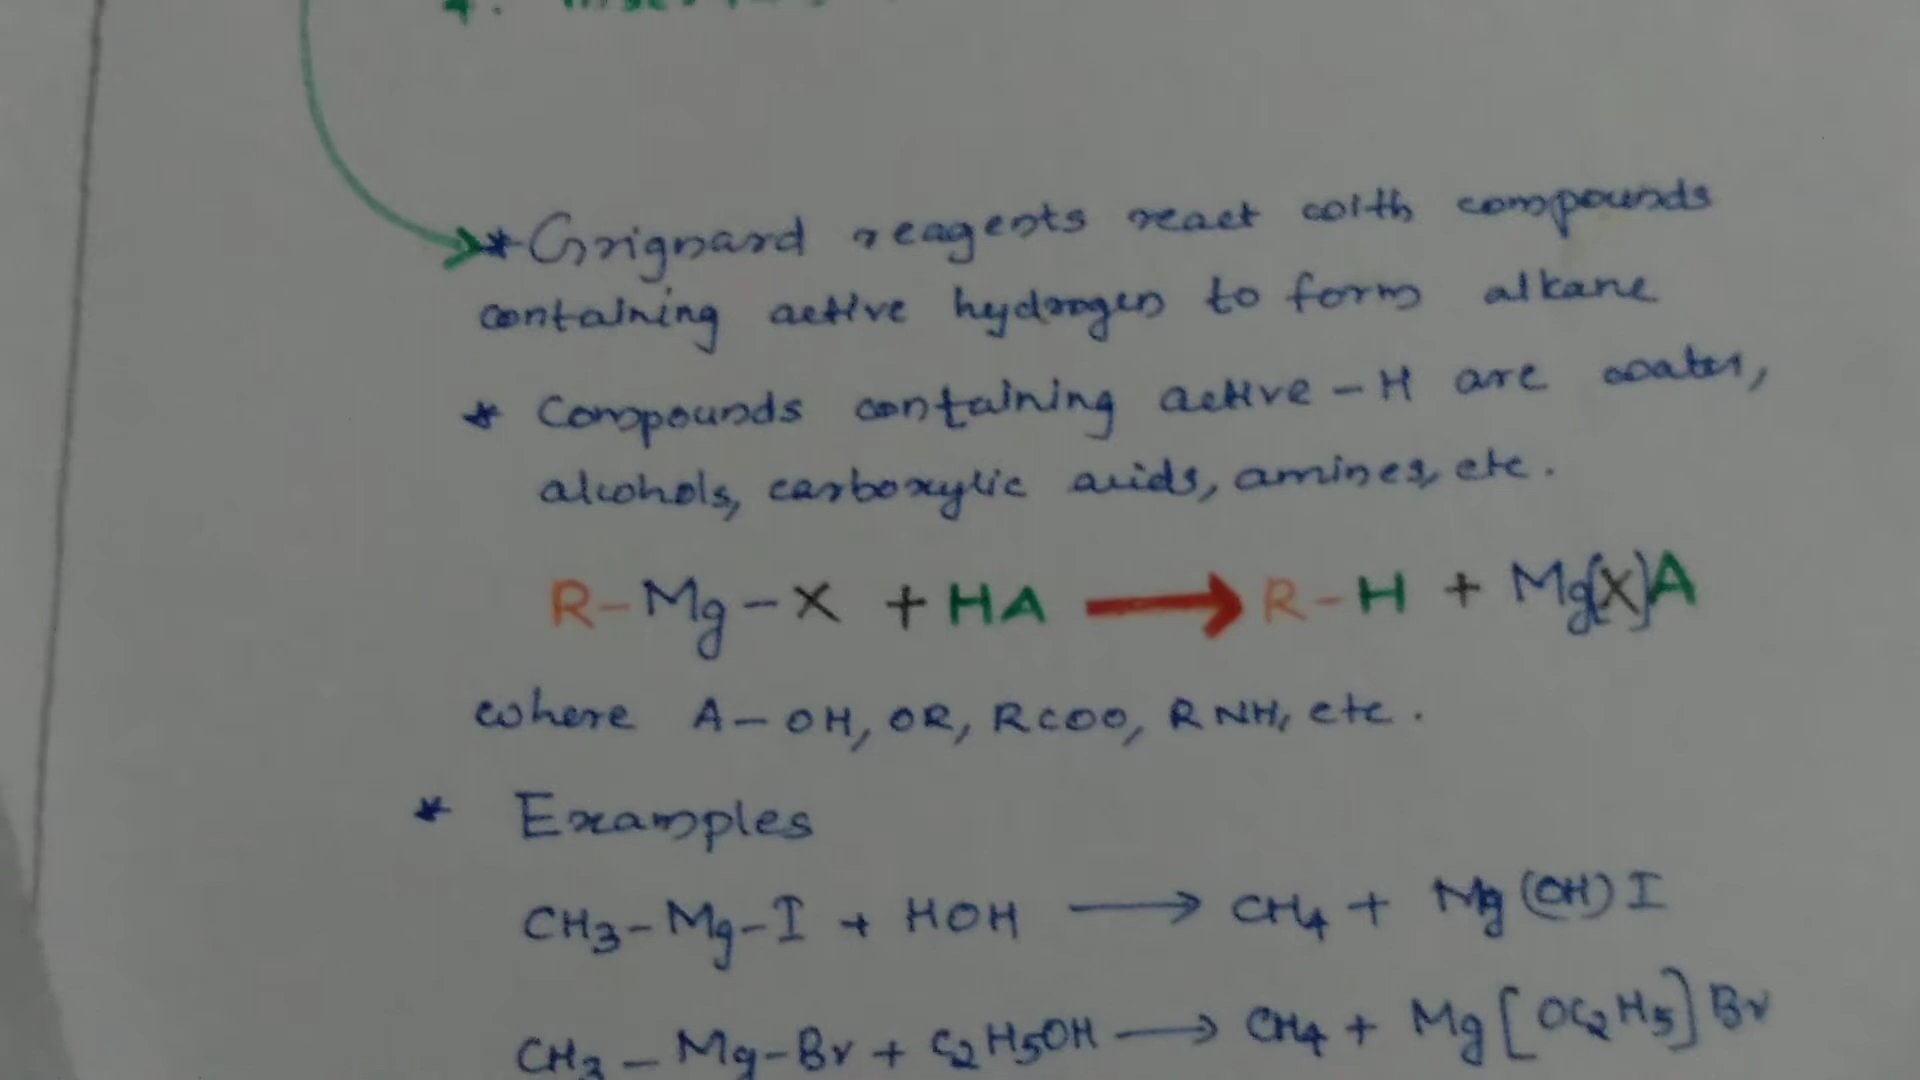 4.
* Grignard reagents react with compounds
containing active hydrogen to form alkane
* Compounds containing active - H are water,
alcohols, carboxylic acids, amines, etc.
R - Mg - X + HA → R - H + Mg[X]A
where A - OH, OR, RCOO, RNH, etc.
* Examples
CH3 - Mg - I + HOH → CH4 + Mg(OH)I
CH3 - Mg - Br + C2H5OH → CH4 + Mg[OC2H5]Br